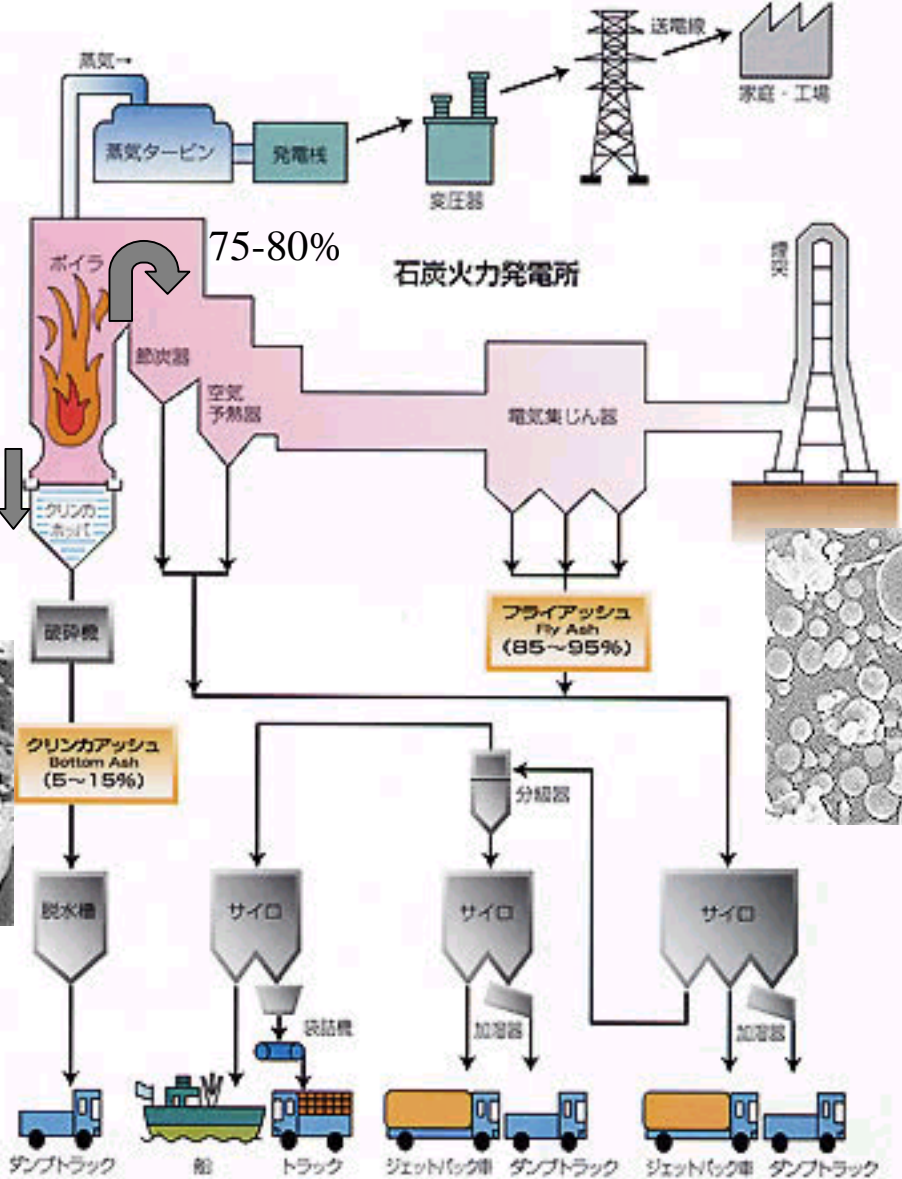 蒸気→
送電線
家庭・工場
蒸気タービン
発電桟
変圧器
75-80%
石炭火力発電所
煙突
ボイラ
節炭器
空気
予熱器
電気集じん器
クリンカ
ホッパ
破砕機
フライアッシュ
Fly Ash
(85～95%)
クリンカアッシュ
Bottom Ash
(5～15%)
分級器
脱水槽
サイロ
サイロ
サイロ
袋詰機
加湿器
加湿器
ダンプトラック
船
トラック
ジェットパック車
ダンプトラック
ジェットパック車
ダンプトラック